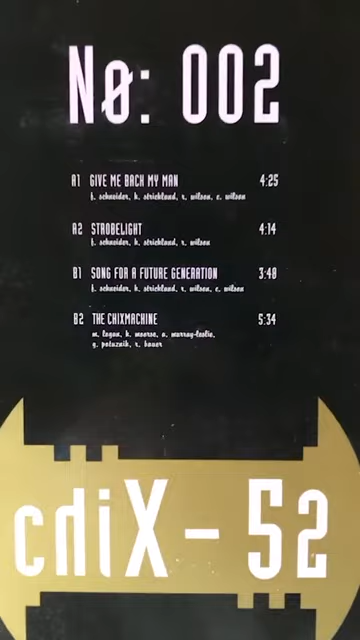 Nø: 002
A1 GIVE ME BACK MY MAN 4:25
f. schneider, k. strickland, r. wilson, c. wilson
A2 STROBELIGHT 4:14
f. schneider, k. strickland, r. wilson
B1 SONG FOR A FUTURE GENERATION 3:48
f. schneider, k. strickland, r. wilson, c. wilson
B2 THE CHIXMACHINE 5:34
m. logan, k. moorse, a. murray-leslie,
g. potuznik, r. bauer
chiX - 52